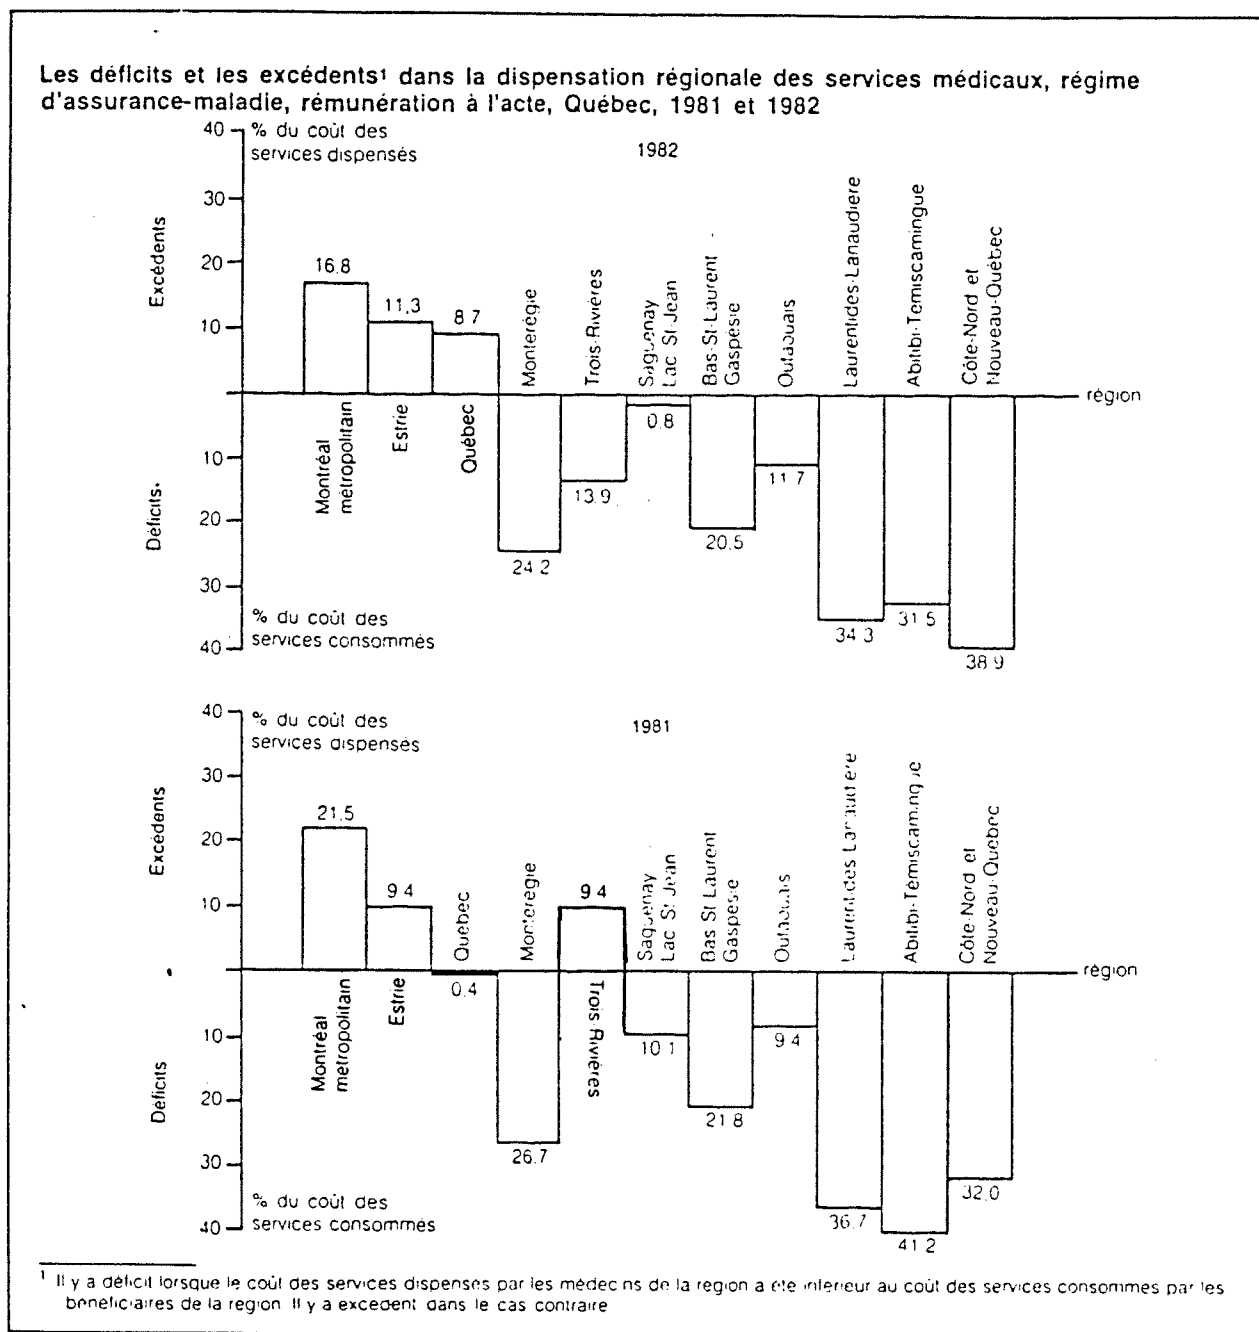 Les déficits et les excédents¹ dans la dispensation régionale des services médicaux, régime
d'assurance-maladie, rémunération à l'acte, Québec, 1981 et 1982
% du coût des
services dispensés
1982
Excédents
40
30
20
10
16.8
11,3
8 7
Montérégie
Trois-Rivières
Saguenay
Lac St-Jean
Bas-St-Laurent
Gaspésie
Outaouais
Laurentides-Lanaudière
Abitibi-Témiscamingue
Côte-Nord et
Nouveau-Québec
région
Montréal
métropolitain
Estrie
Québec
Déficits
10
20
30
40
24 2
13 9
0.8
20.5
11 7
34 3
31 5
38 9
% du coût des
services consommés
% du coût des
services dispensés
1981
Excédents
40
30
20
10
21.5
9 4
Québec
Montérégie
9 4
Saguenay
Lac St Jean
Bas St Laurent
Gaspésie
Outaouais
Laurentides Lanaudière
Abitibi-Témiscamingue
Côte-Nord et
Nouveau-Québec
région
Montréal
métropolitain
Estrie
0.4
Trois-Rivières
Déficits
10
20
30
40
26.7
10 1
21 8
9 4
36.7
41 2
32.0
% du coût des
services consommés
¹ Il y a déficit lorsque le coût des services dispensés par les médecins de la région a été inférieur au coût des services consommés par les
bénéficiaires de la région Il y a excédent dans le cas contraire